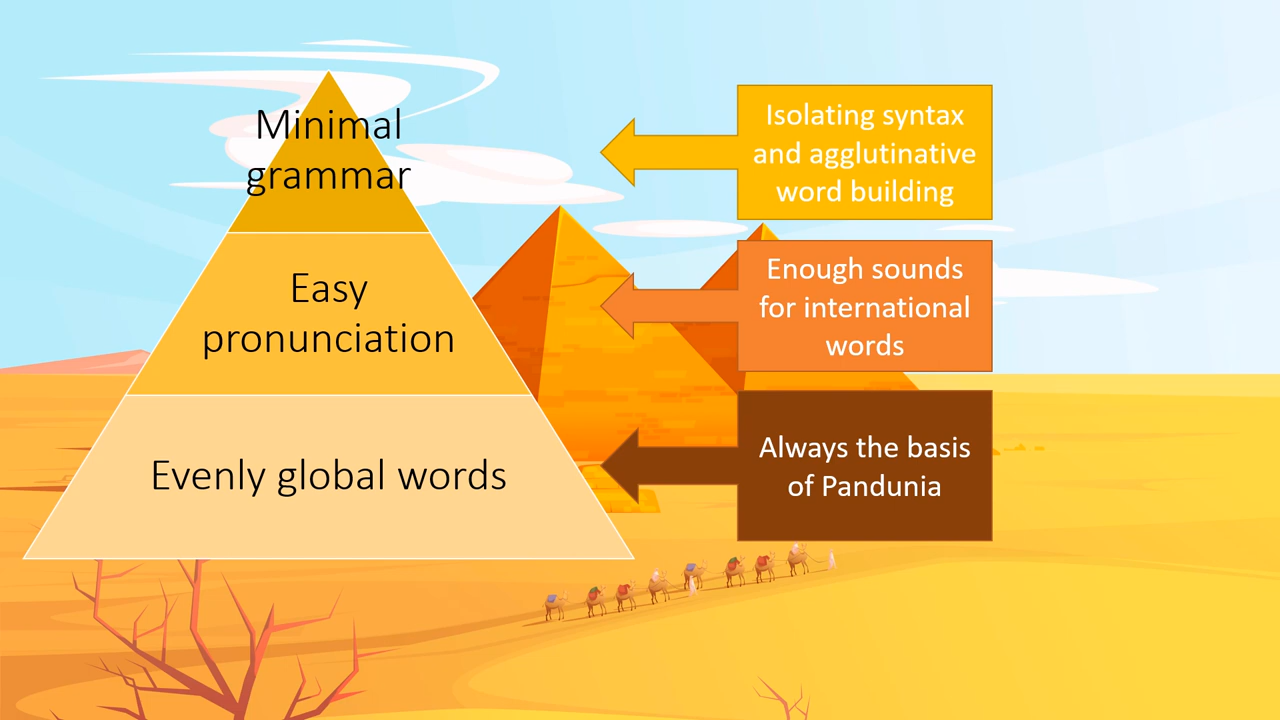 Minimal
grammar
Isolating syntax
and agglutinative
word building
Easy
pronunciation
Enough sounds
for international
words
Evenly global words
Always the basis
of Pandunia